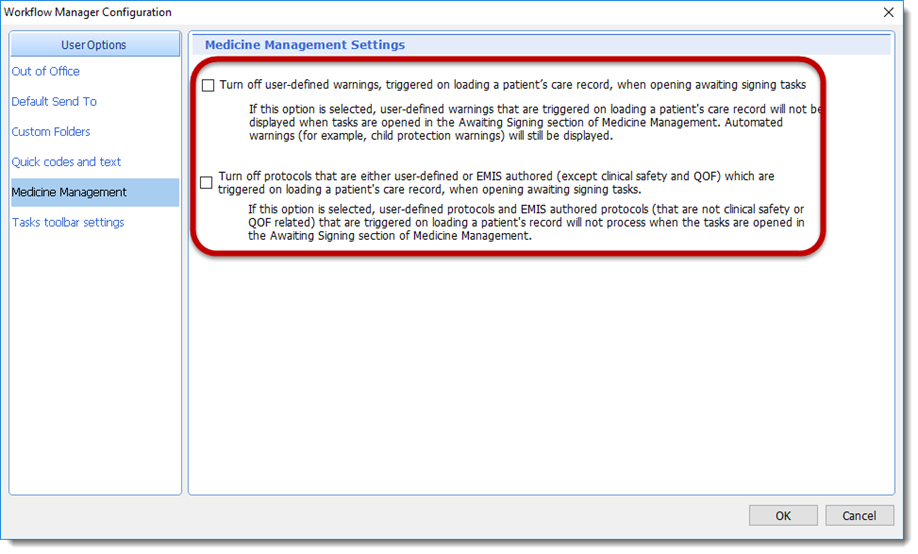 Workflow Manager Configuration
User Options
Out of Office
Default Send To
Custom Folders
Quick codes and text
Medicine Management
Tasks toolbar settings
Medicine Management Settings
Turn off user-defined warnings, triggered on loading a patient's care record, when opening awaiting signing tasks
If this option is selected, user-defined warnings that are triggered on loading a patient's care record will not be
displayed when tasks are opened in the Awaiting Signing section of Medicine Management. Automated
warnings (for example, child protection warnings) will still be displayed.
Turn off protocols that are either user-defined or EMIS authored (except clinical safety and QOF) which are
triggered on loading a patient's care record, when opening awaiting signing tasks.
If this option is selected, user-defined protocols and EMIS authored protocols (that are not clinical safety or
QOF related) that are triggered on loading a patient's record will not process when the tasks are opened in
the Awaiting Signing section of Medicine Management.
OK
Cancel